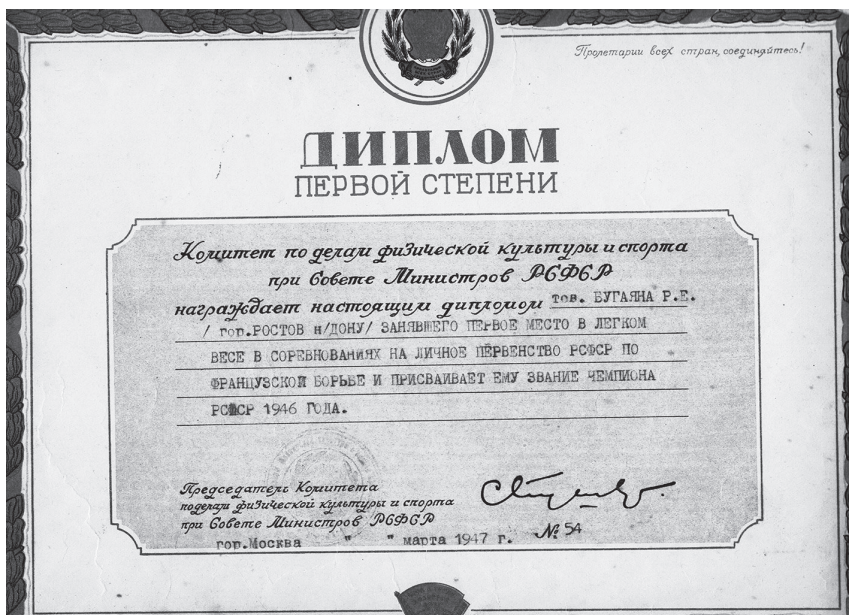 Пролетарии всех стран, соединяйтесь!
ДИПЛОМ
ПЕРВОЙ СТЕПЕНИ
Комитет по делам физической культуры и спорта
при Совете Министров РСФСР
награждает настоящим дипломом тов. БУГАЯНА Р.Е.
/ гор.РОСТОВ н/ДОНУ/ ЗАНЯВШЕГО ПЕРВОЕ МЕСТО В ЛЕГКОМ
ВЕСЕ В СОРЕВНОВАНИЯХ НА ЛИЧНОЕ ПЕРВЕНСТВО РСФСР ПО
ФРАНЦУЗСКОЙ БОРЬБЕ И ПРИСВАИВАЕТ ЕМУ ЗВАНИЕ ЧЕМПИОНА
РСФСР 1946 ГОДА.
Председатель Комитета
по делам физической культуры и спорта
при Совете Министров РСФСР
гор.Москва " " марта 1947 г. № 54